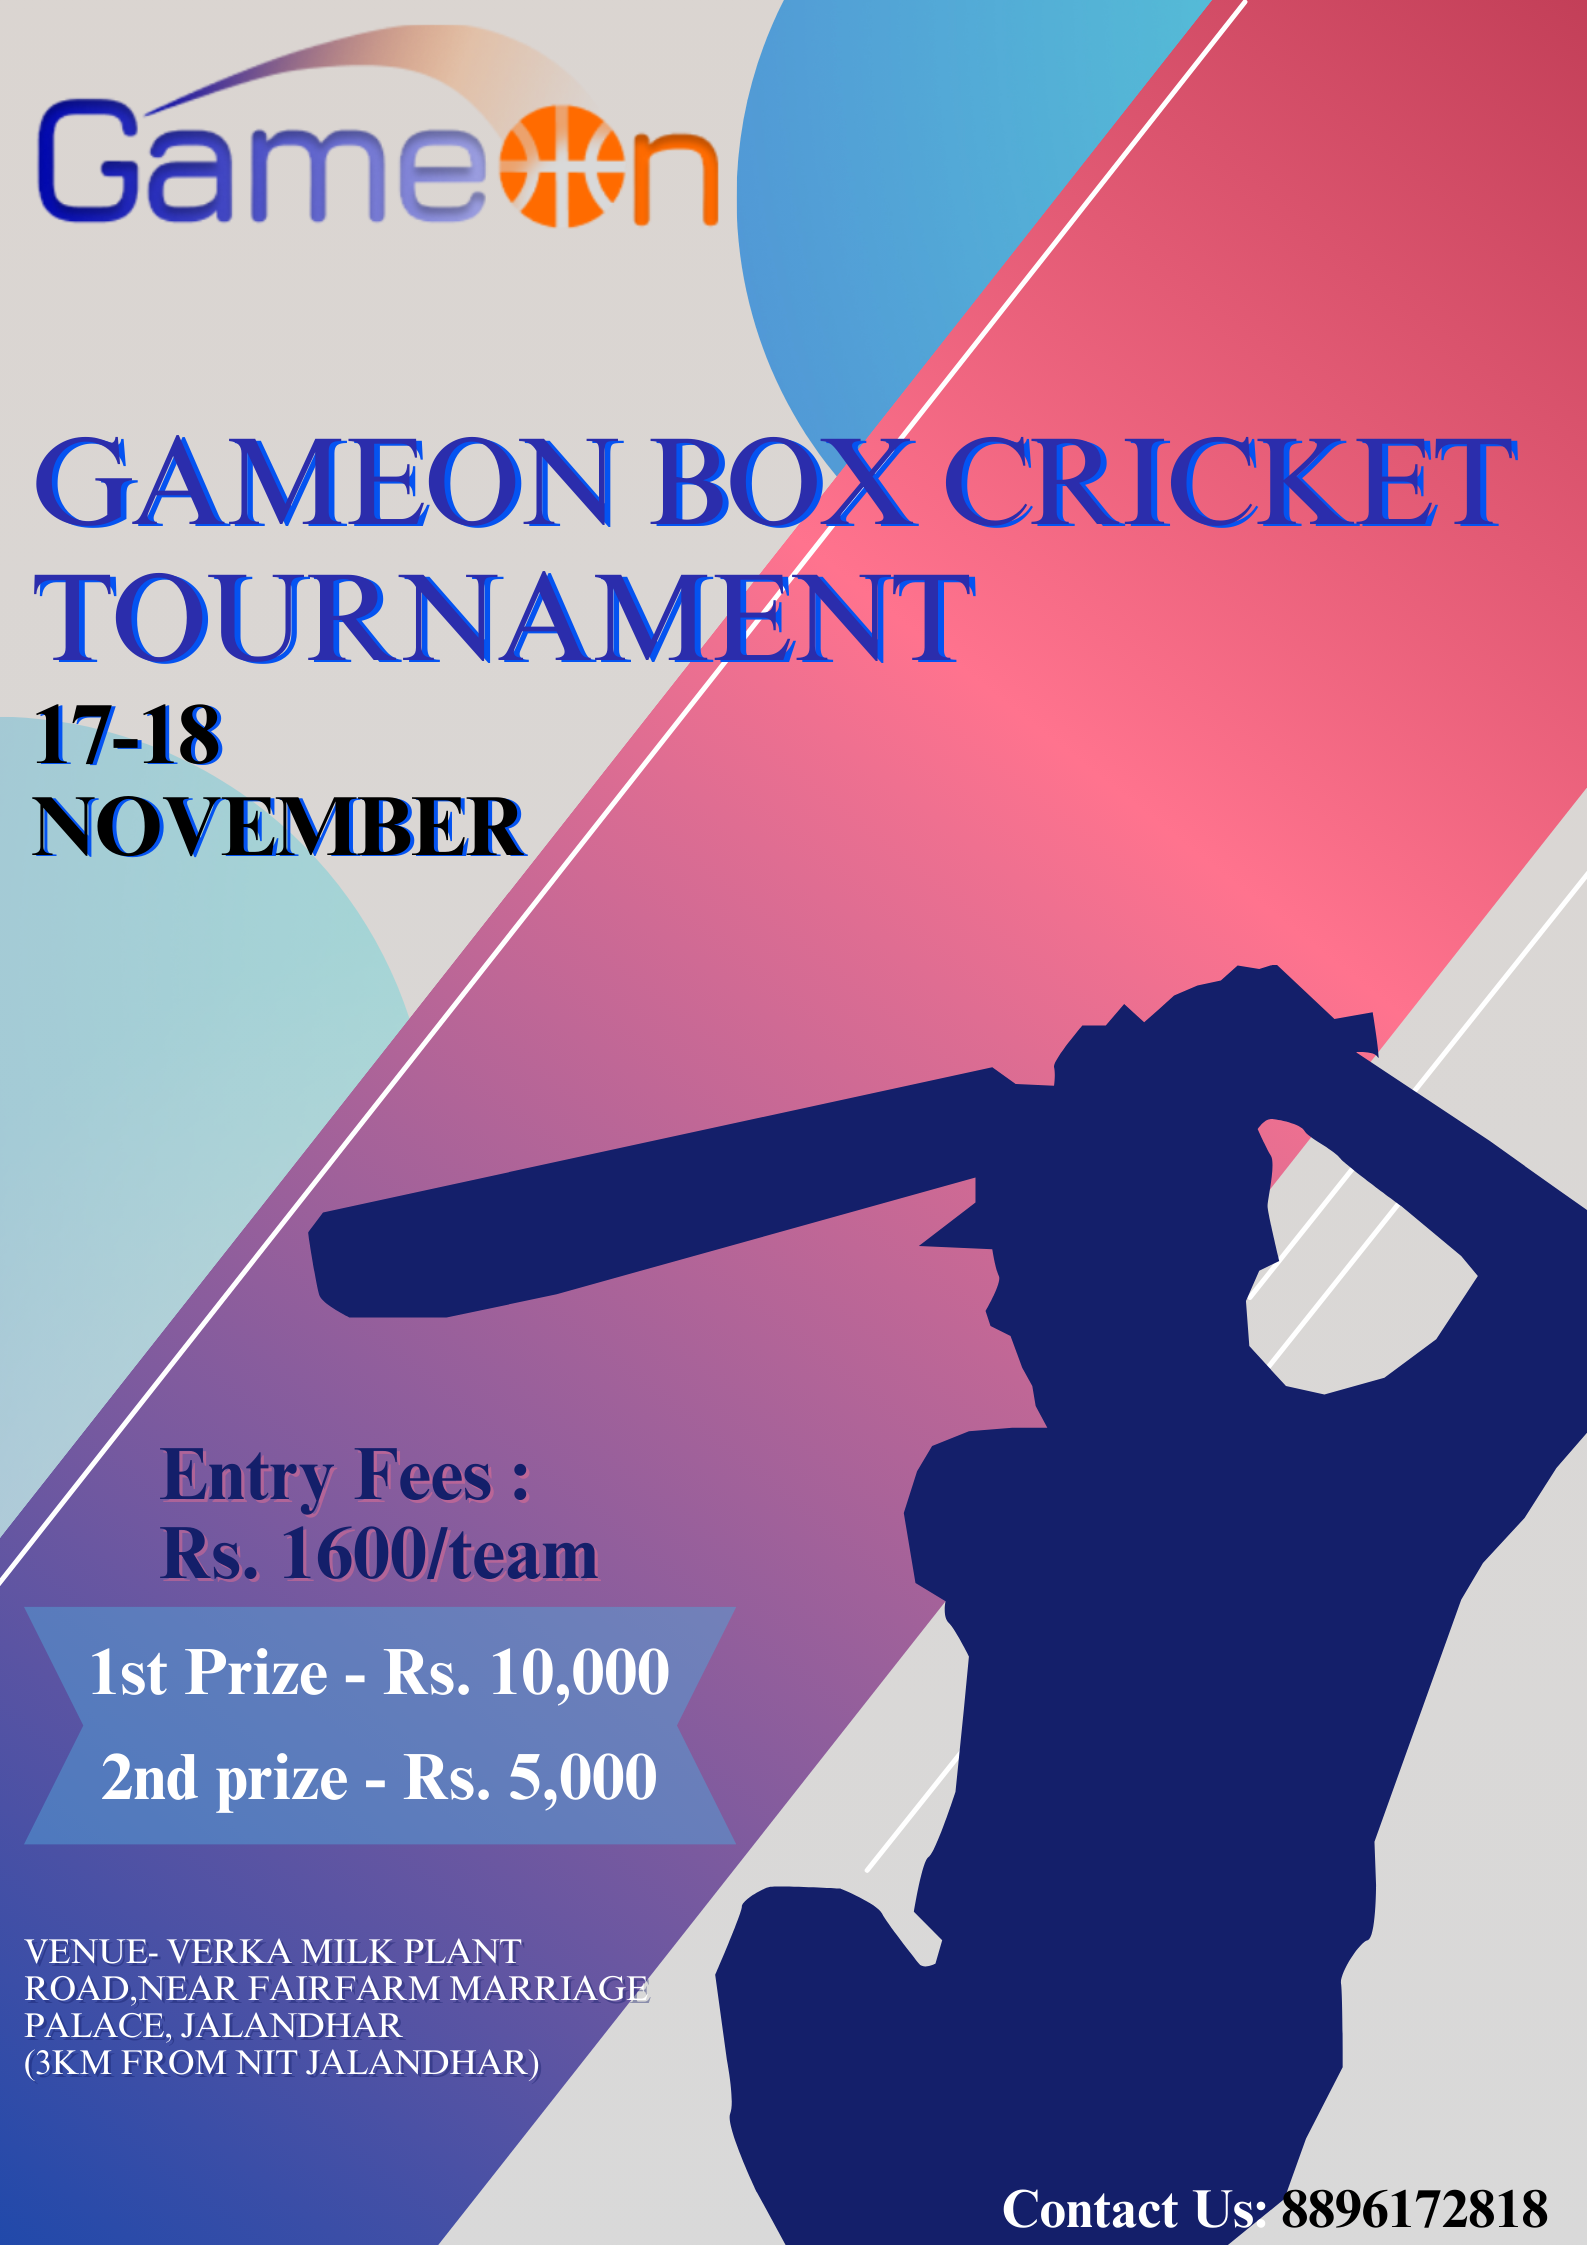 GameOn
GAMEON BOX CRICKET
TOURNAMENT
17-18
NOVEMBER
Entry Fees :
Rs. 1600/team
1st Prize - Rs. 10,000
2nd prize - Rs. 5,000
VENUE- VERKA MILK PLANT
ROAD,NEAR FAIRFARM MARRIAGE
PALACE, JALANDHAR
(3KM FROM NIT JALANDHAR)
Contact Us: 8896172818